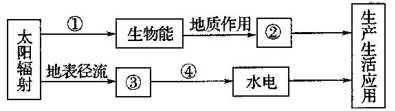 太阳辐射
①
生物能
地质作用
②
地表径流
③
④
水电
生产生活应用